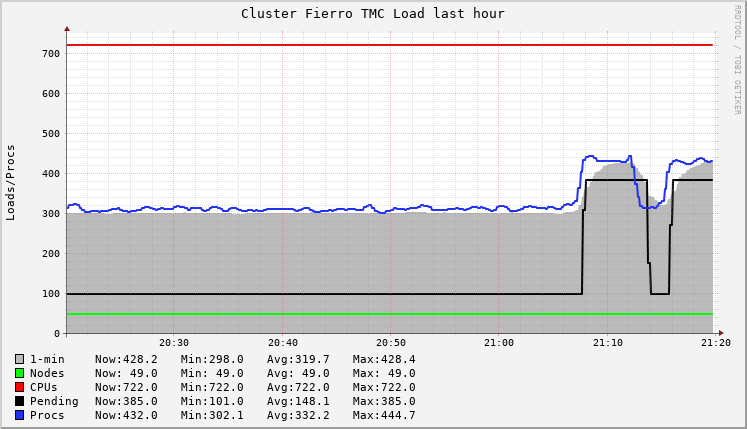 Cluster Fierro TMC Load last hour
RRDTOOL / TOBI OETIKER
Loads/Procs
700
600
500
400
300
200
100
0
20:30 20:40 20:50 21:00 21:10 21:20
1-min Now:428.2 Min:298.0 Avg:319.7 Max:428.4
Nodes Now: 49.0 Min: 49.0 Avg: 49.0 Max: 49.0
CPUs Now:722.0 Min:722.0 Avg:722.0 Max:722.0
Pending Now:385.0 Min:101.0 Avg:148.1 Max:385.0
Procs Now:432.0 Min:302.1 Avg:332.2 Max:444.7